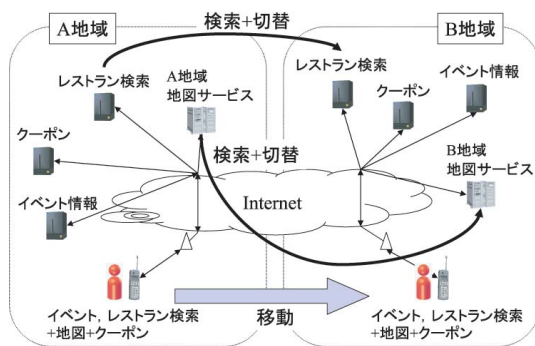 A地域
検索+切替
B地域
レストラン検索
A地域
地図サービス
レストラン検索
イベント情報
クーポン
クーポン
検索+切替
B地域
地図サービス
イベント情報
Internet
イベント, レストラン検索
+地図+クーポン
移動
イベント, レストラン検索
+地図+クーポン